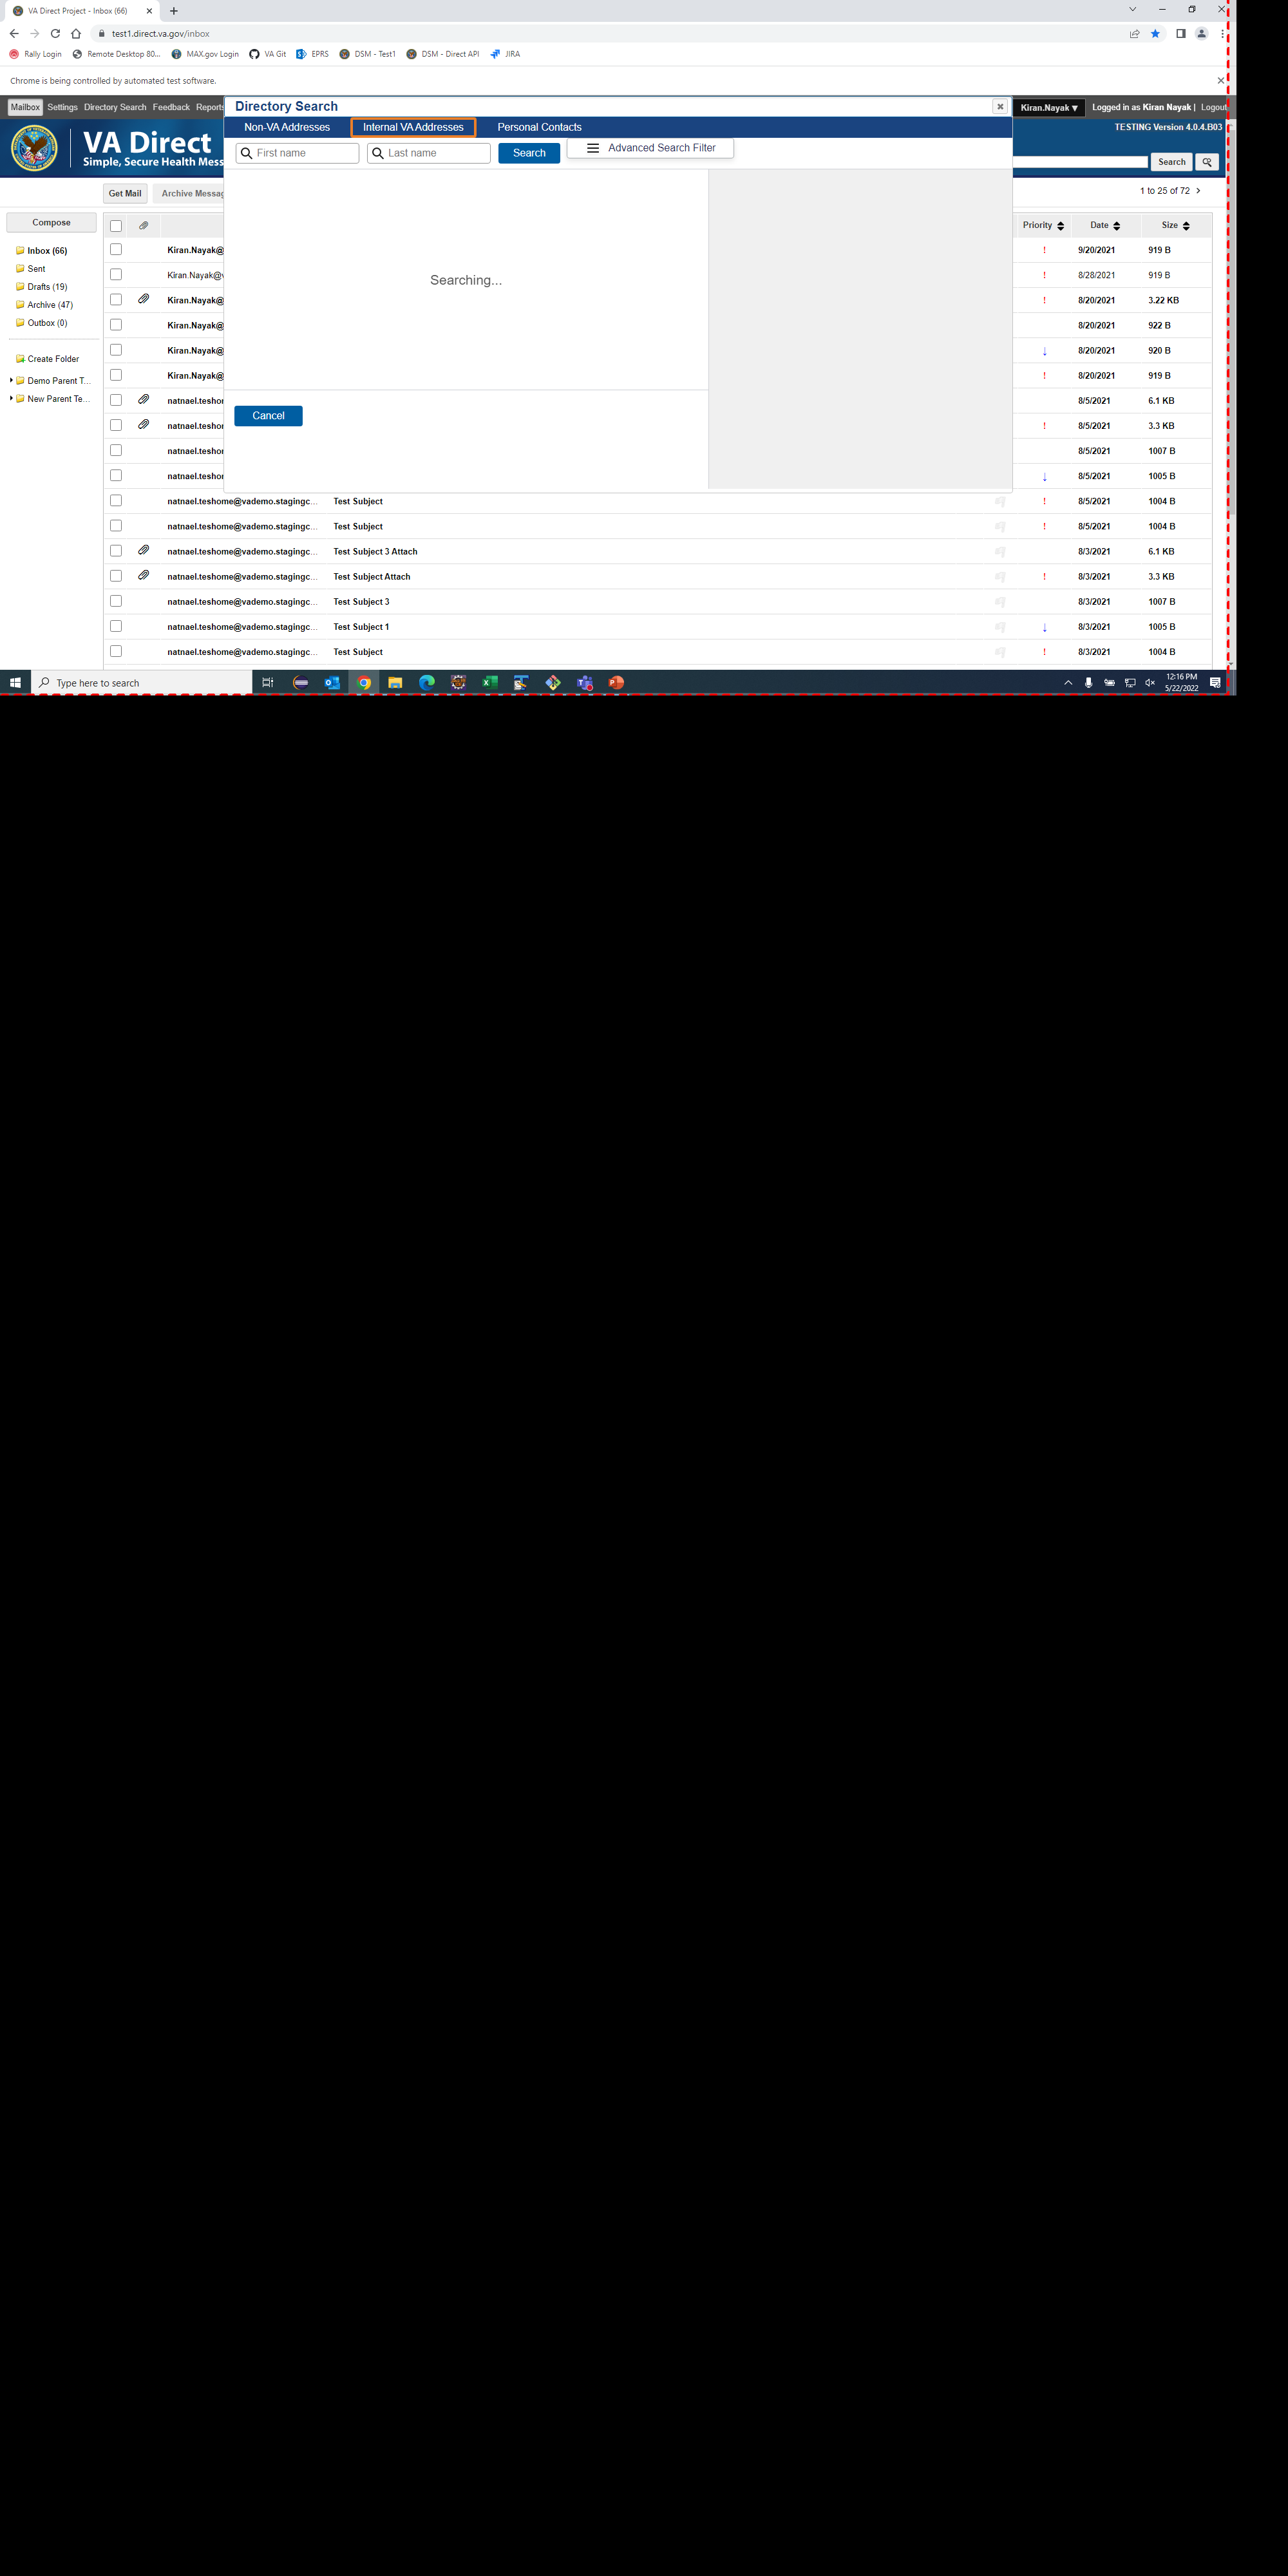 VA Direct Project - Inbox (66)
test1.direct.va.gov/inbox
Rally Login Remote Desktop 80... MAX.gov Login VA Git EPRS DSM - Test1 DSM - Direct API JIRA
Chrome is being controlled by automated test software.
Mailbox Settings Directory Search Feedback Reports
Directory Search
Kiran.Nayak ▼ Logged in as Kiran Nayak | Logout
Non-VA Addresses Internal VA Addresses Personal Contacts
TESTING Version 4.0.4.B03
VA Direct
Simple, Secure Health Mess
First name Last name Search Advanced Search Filter
Search
Get Mail Archive Messag
1 to 25 of 72 >
Compose
Priority Date Size
Inbox (66)
Sent
Drafts (19)
Archive (47)
Outbox (0)
Create Folder
Demo Parent T...
New Parent Te...
Kiran.Nayak@ ! 9/20/2021 919 B
Kiran.Nayak@v ! 8/28/2021 919 B
Searching...
Kiran.Nayak@ ! 8/20/2021 3.22 KB
Kiran.Nayak@ 8/20/2021 922 B
Kiran.Nayak@ ↓ 8/20/2021 920 B
Kiran.Nayak@ ! 8/20/2021 919 B
natnael.teshor 8/5/2021 6.1 KB
Cancel
natnael.teshor ! 8/5/2021 3.3 KB
natnael.teshor 8/5/2021 1007 B
natnael.teshor ↓ 8/5/2021 1005 B
natnael.teshome@vademo.stagingc... Test Subject ! 8/5/2021 1004 B
natnael.teshome@vademo.stagingc... Test Subject ! 8/5/2021 1004 B
natnael.teshome@vademo.stagingc... Test Subject 3 Attach 8/3/2021 6.1 KB
natnael.teshome@vademo.stagingc... Test Subject Attach ! 8/3/2021 3.3 KB
natnael.teshome@vademo.stagingc... Test Subject 3 8/3/2021 1007 B
natnael.teshome@vademo.stagingc... Test Subject 1 ↓ 8/3/2021 1005 B
natnael.teshome@vademo.stagingc... Test Subject ! 8/3/2021 1004 B
Type here to search
12:16 PM
5/22/2022